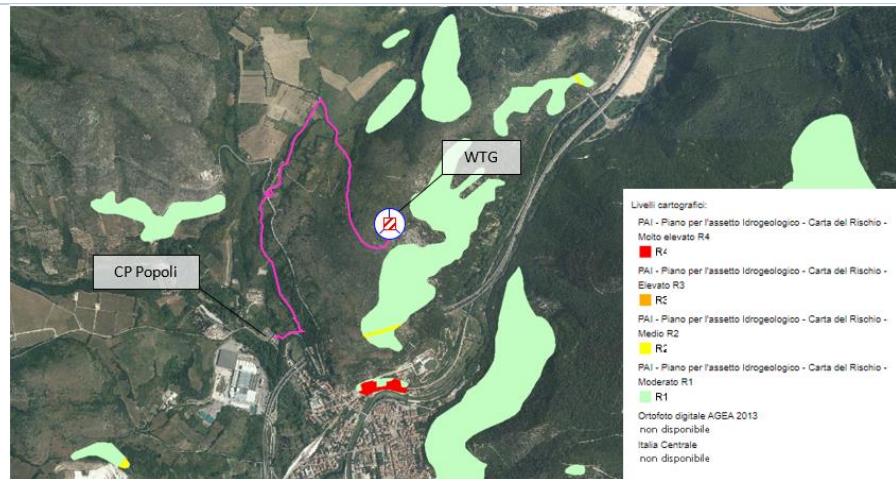 WTG
CP Popoli
Livelli cartografici:
PAI - Piano per l'assetto Idrogeologico - Carta del Rischio -
Molto elevato R4
R4
PAI - Piano per l'assetto Idrogeologico - Carta del Rischio -
Elevato R3
R3
PAI - Piano per l'assetto Idrogeologico - Carta del Rischio -
Medio R2
R2
PAI - Piano per l'assetto Idrogeologico - Carta del Rischio -
Moderato R1
R1
Ortofoto digitale AGEA 2013
non disponibile
Italia Centrale
non disponibile